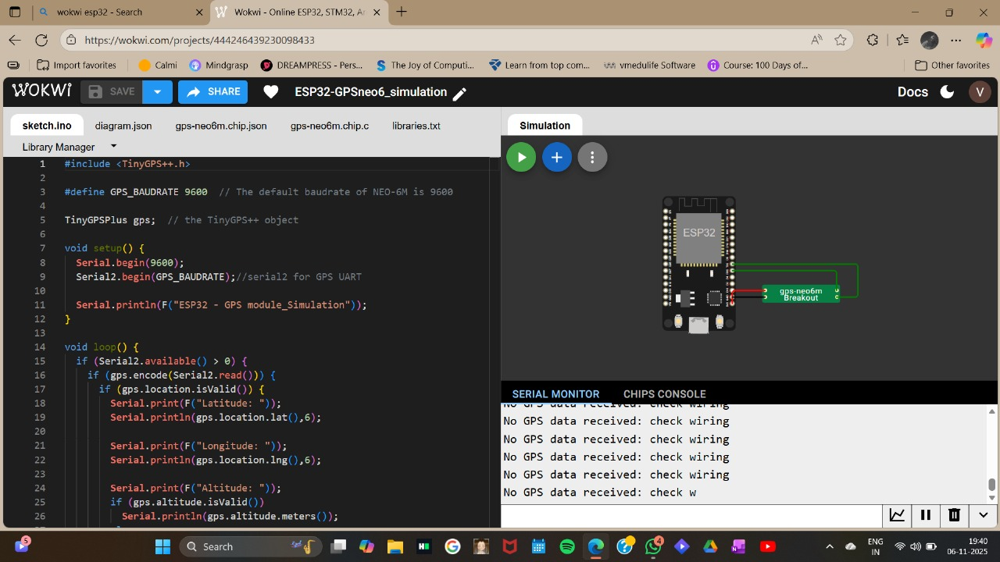 wokwi esp32 - Search
Wokwi - Online ESP32, STM32, Ar
https://wokwi.com/projects/444246439230098433
Import favorites
Calmi
Mindgrasp
DREAMPRESS - Pers...
The Joy of Computi...
Learn from top com...
vmedulife Software
Course: 100 Days of...
Other favorites
WOKWI
SAVE
SHARE
ESP32-GPSneo6_simulation
Docs
V
sketch.ino
diagram.json
gps-neo6m.chip.json
gps-neo6m.chip.c
libraries.txt
Library Manager
1 #include <TinyGPS++.h>
2
3 #define GPS_BAUDRATE 9600  // The default baudrate of NEO-6M is 9600
4
5 TinyGPSPlus gps;  // the TinyGPS++ object
6
7 void setup() {
8   Serial.begin(9600);
9   Serial2.begin(GPS_BAUDRATE);//serial2 for GPS UART
10
11   Serial.println(F("ESP32 - GPS module_Simulation"));
12 }
13
14 void loop() {
15   if (Serial2.available() > 0) {
16     if (gps.encode(Serial2.read())) {
17       if (gps.location.isValid()) {
18         Serial.print(F("Latitude: "));
19         Serial.println(gps.location.lat(),6);
20
21         Serial.print(F("Longitude: "));
22         Serial.println(gps.location.lng(),6);
23
24         Serial.print(F("Altitude: "));
25         if (gps.altitude.isValid())
26           Serial.println(gps.altitude.meters());
Simulation
ESP32
gps-neo6m
Breakout
SERIAL MONITOR
CHIPS CONSOLE
No GPS data received: check wiring
No GPS data received: check wiring
No GPS data received: check wiring
No GPS data received: check wiring
No GPS data received: check wiring
No GPS data received: check w
5
Search
4
ENG
IN
19:40
06-11-2025